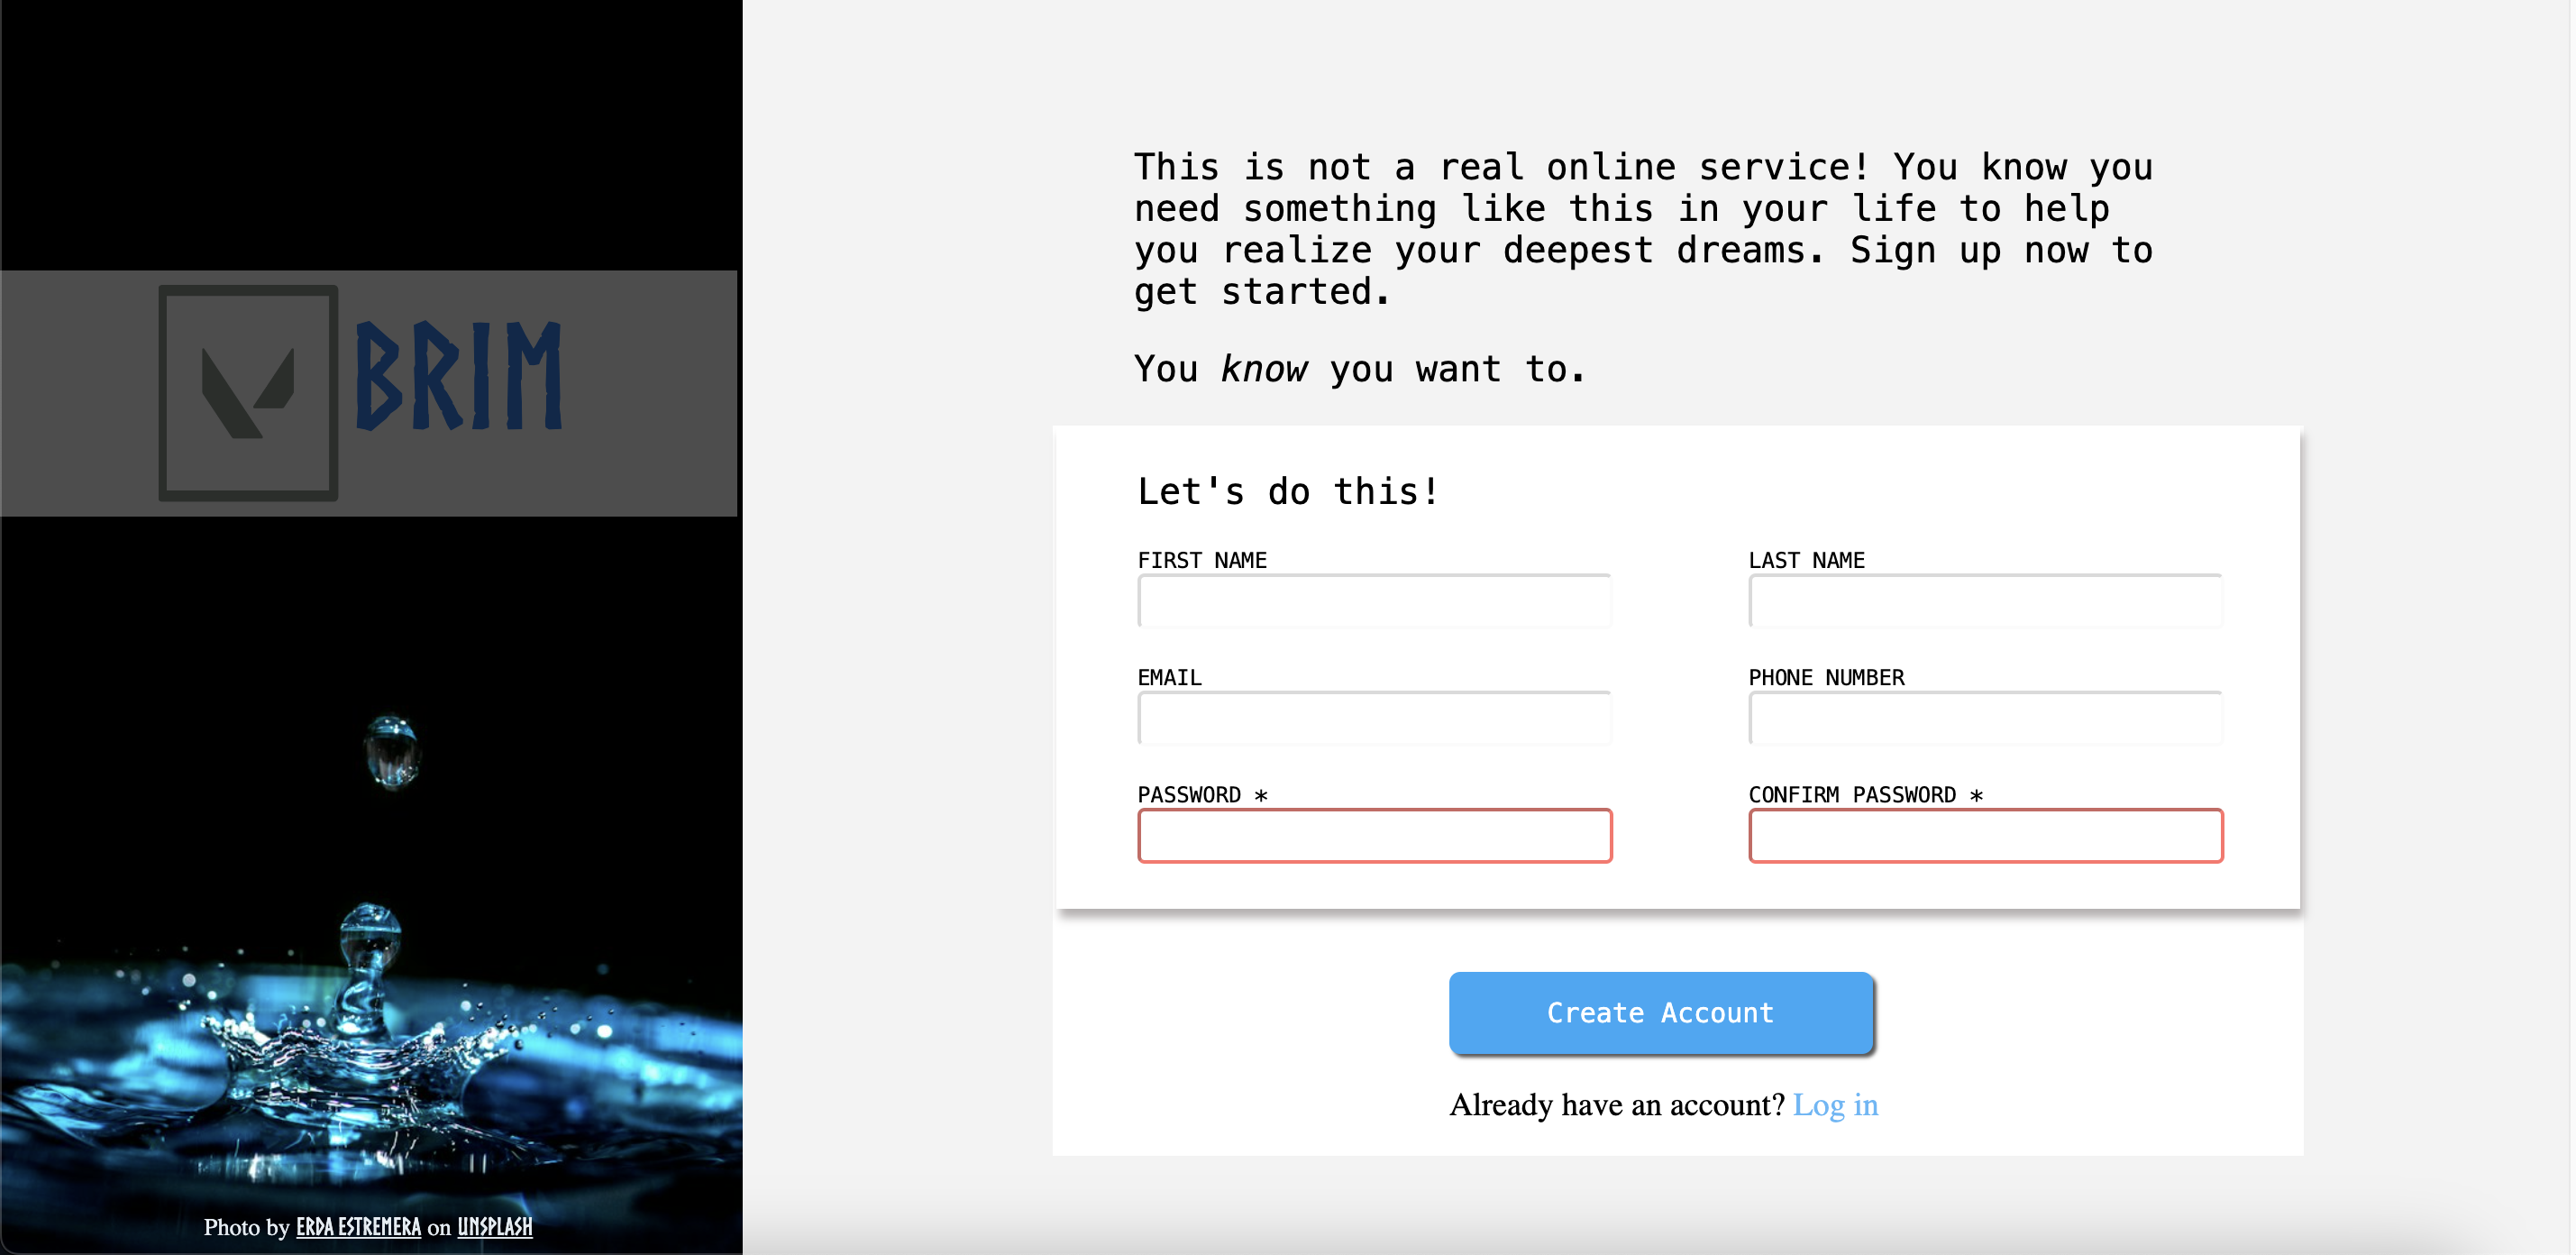 BRIM
Photo by ERDA ESTREMERA on UNSPLASH
This is not a real online service! You know you
need something like this in your life to help
you realize your deepest dreams. Sign up now to
get started.
You know you want to.
Let's do this!
FIRST NAME
LAST NAME
EMAIL
PHONE NUMBER
PASSWORD *
CONFIRM PASSWORD *
Create Account
Already have an account? Log in